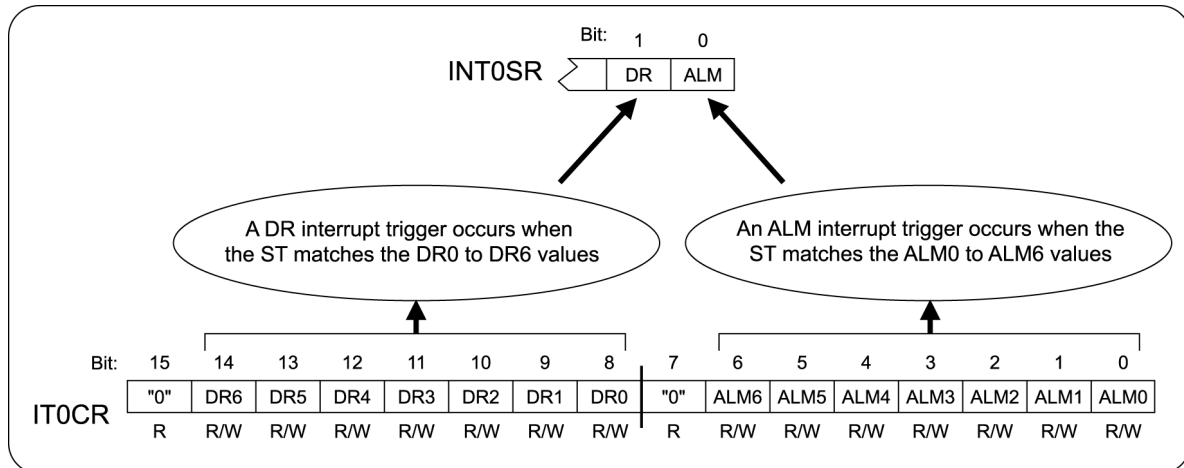 Bit: 1 0
INT0SR DR ALM
A DR interrupt trigger occurs when
the ST matches the DR0 to DR6 values
An ALM interrupt trigger occurs when the
ST matches the ALM0 to ALM6 values
Bit: 15 14 13 12 11 10 9 8 7 6 5 4 3 2 1 0
IT0CR "0" DR6 DR5 DR4 DR3 DR2 DR1 DR0 "0" ALM6 ALM5 ALM4 ALM3 ALM2 ALM1 ALM0
R R/W R/W R/W R/W R/W R/W R/W R R/W R/W R/W R/W R/W R/W R/W